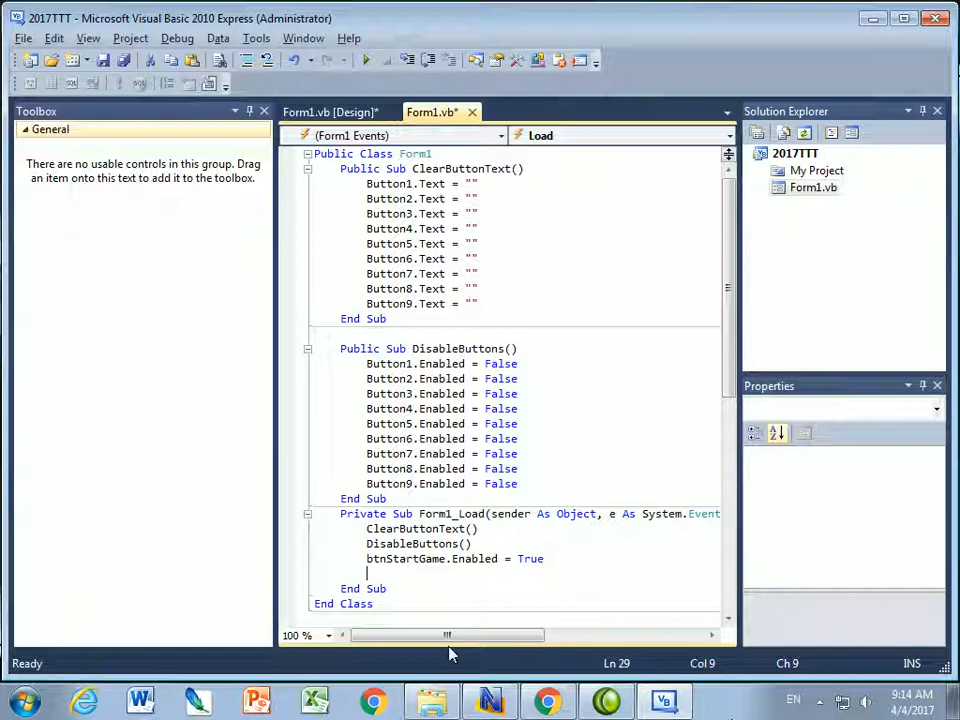 2017TTT - Microsoft Visual Basic 2010 Express (Administrator)
File Edit View Project Debug Data Tools Window Help
Toolbox
General
There are no usable controls in this group. Drag
an item onto this text to add it to the toolbox.
Form1.vb [Design]* Form1.vb*
(Form1 Events) Load
Public Class Form1
Public Sub ClearButtonText()
Button1.Text = ""
Button2.Text = ""
Button3.Text = ""
Button4.Text = ""
Button5.Text = ""
Button6.Text = ""
Button7.Text = ""
Button8.Text = ""
Button9.Text = ""
End Sub
Public Sub DisableButtons()
Button1.Enabled = False
Button2.Enabled = False
Button3.Enabled = False
Button4.Enabled = False
Button5.Enabled = False
Button6.Enabled = False
Button7.Enabled = False
Button8.Enabled = False
Button9.Enabled = False
End Sub
Private Sub Form1_Load(sender As Object, e As System.Event
ClearButtonText()
DisableButtons()
btnStartGame.Enabled = True
End Sub
End Class
100 %
Solution Explorer
2017TTT
My Project
Form1.vb
Properties
Ready Ln 29 Col 9 Ch 9 INS
EN
9:14 AM
4/4/2017